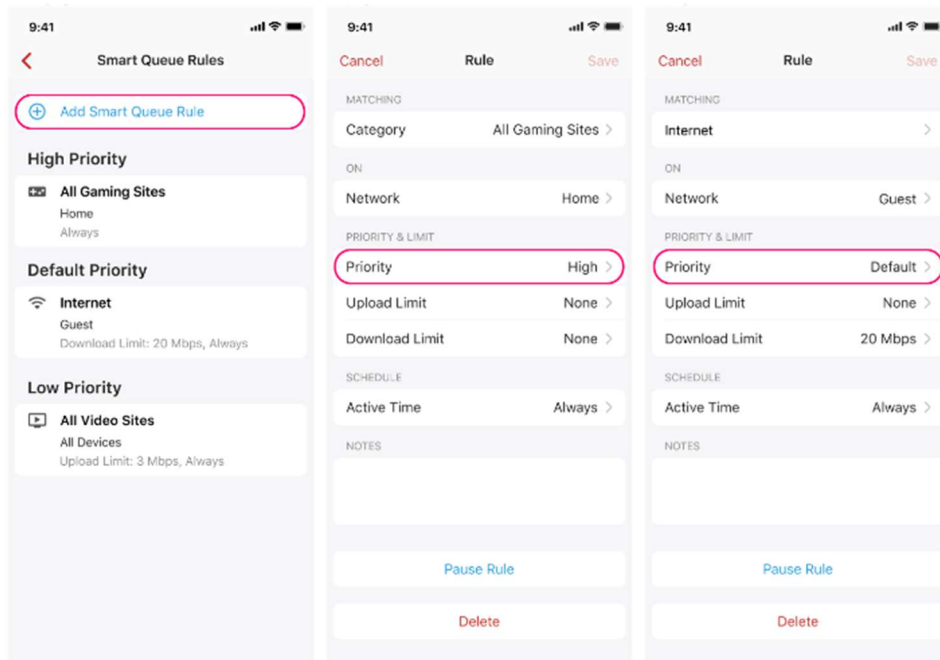 9:41
Smart Queue Rules
Add Smart Queue Rule
High Priority
All Gaming Sites
Home
Always
Default Priority
Internet
Guest
Download Limit: 20 Mbps, Always
Low Priority
All Video Sites
All Devices
Upload Limit: 3 Mbps, Always
9:41
Cancel Rule Save
MATCHING
Category All Gaming Sites
ON
Network Home
PRIORITY & LIMIT
Priority High
Upload Limit None
Download Limit None
SCHEDULE
Active Time Always
NOTES
Pause Rule
Delete
9:41
Cancel Rule Save
MATCHING
Internet
ON
Network Guest
PRIORITY & LIMIT
Priority Default
Upload Limit None
Download Limit 20 Mbps
SCHEDULE
Active Time Always
NOTES
Pause Rule
Delete